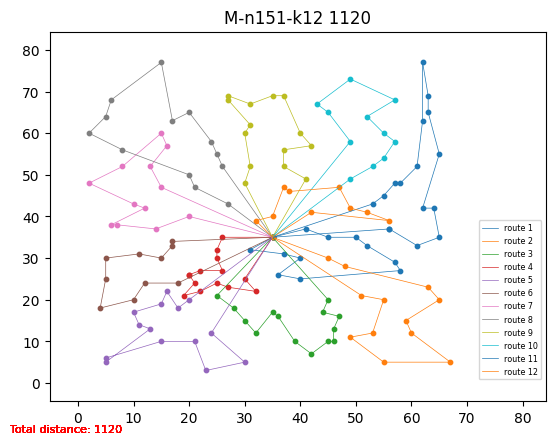 M-n151-k12 1120
80
70
60
50
40
30
20
10
0
0 10 20 30 40 50 60 70 80
route 1
route 2
route 3
route 4
route 5
route 6
route 7
route 8
route 9
route 10
route 11
route 12
Total distance: 1120